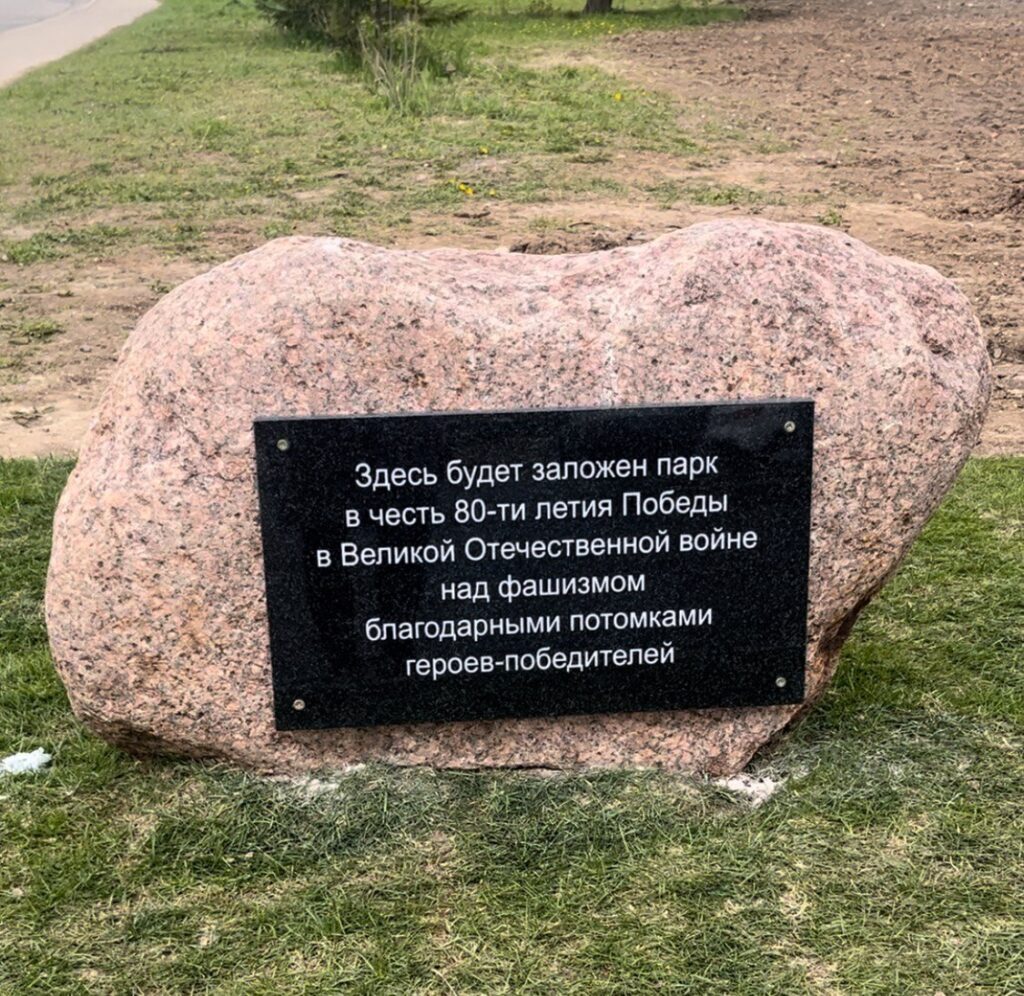 Здесь будет заложен парк
в честь 80-ти летия Победы
в Великой Отечественной войне
над фашизмом
благодарными потомками
героев-победителей